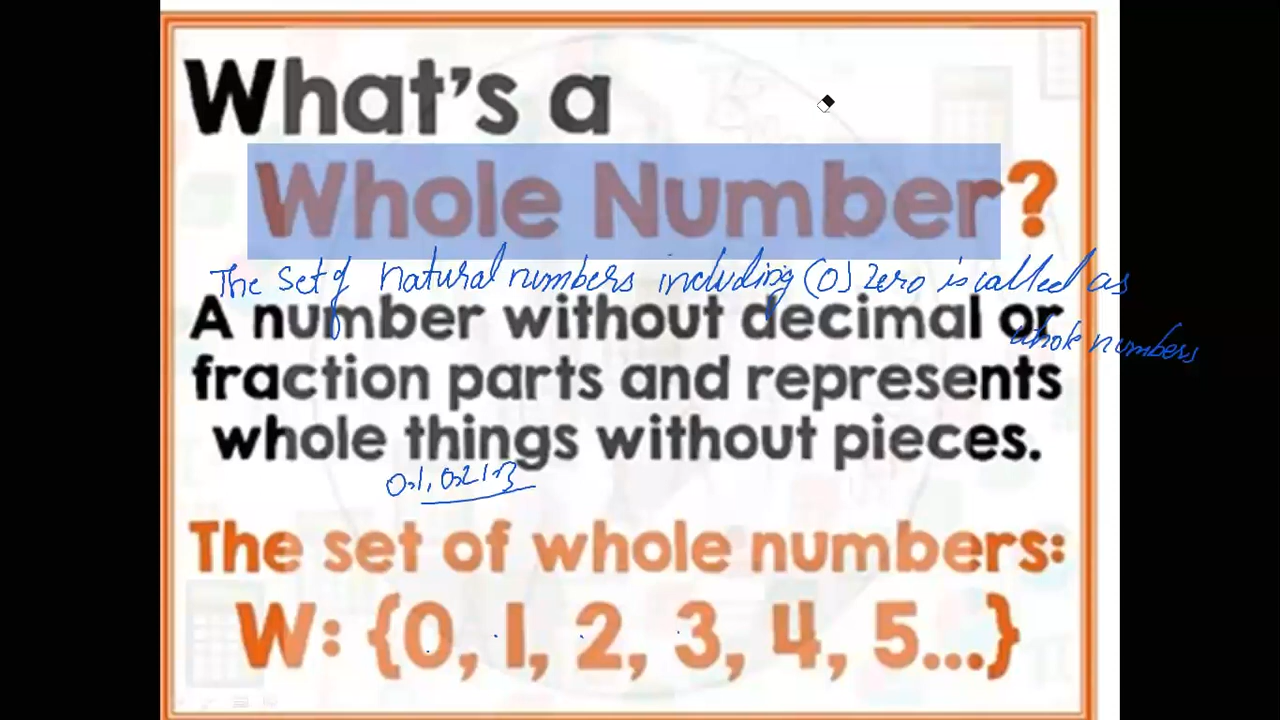 What's a
Whole Number?
The set of natural numbers including (0) zero is called as
whole numbers
A number without decimal or
fraction parts and represents
whole things without pieces.
0.1, 0.2
The set of whole numbers:
W: {0, 1, 2, 3, 4, 5...}